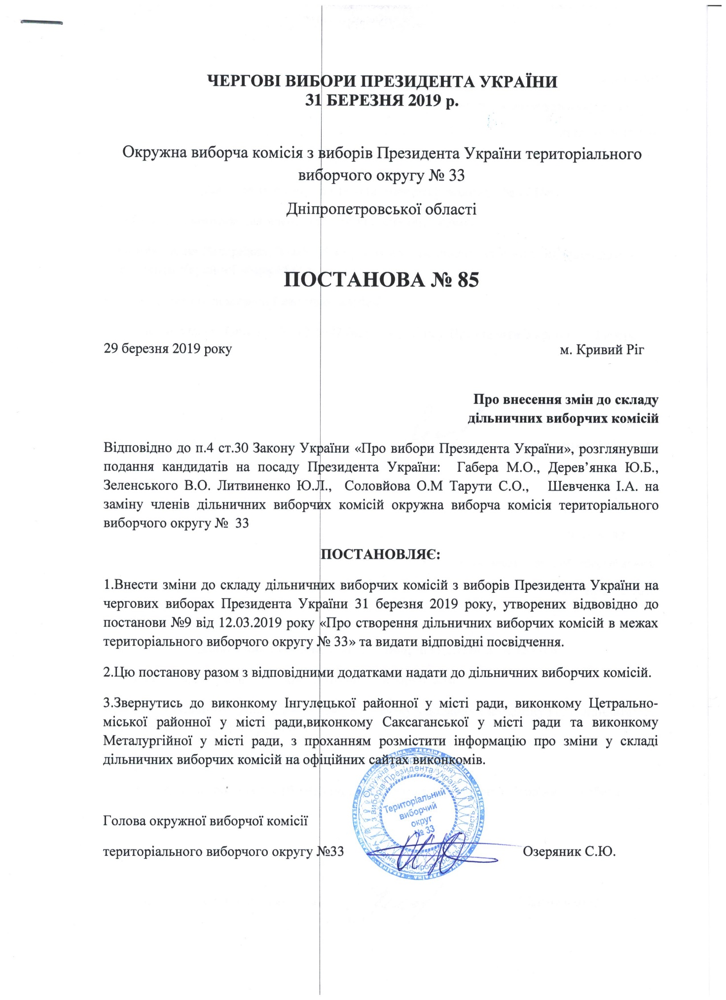 ЧЕРГОВІ ВИБОРИ ПРЕЗИДЕНТА УКРАЇНИ
31 БЕРЕЗНЯ 2019 р.
Окружна виборча комісія з виборів Президента України територіального
виборчого округу № 33
Дніпропетровської області
ПОСТАНОВА № 85
29 березня 2019 року м. Кривий Ріг
Про внесення змін до складу
дільничних виборчих комісій
Відповідно до п.4 ст.30 Закону України «Про вибори Президента України», розглянувши
подання кандидатів на посаду Президента України: Габера М.О., Дерев’янка Ю.Б.,
Зеленського В.О. Литвиненко Ю.Л., Соловйова О.М Тарути С.О., Шевченка І.А. на
заміну членів дільничних виборчих комісій окружна виборча комісія територіального
виборчого округу № 33
ПОСТАНОВЛЯЄ:
1.Внести зміни до складу дільничних виборчих комісій з виборів Президента України на
чергових виборах Президента України 31 березня 2019 року, утворених відвовідно до
постанови №9 від 12.03.2019 року «Про створення дільничних виборчих комісій в межах
територіального виборчого округу № 33» та видати відповідні посвідчення.
2.Цю постанову разом з відповідними додатками надати до дільничних виборчих комісій.
3.Звернутись до виконкому Інгулецької районної у місті ради, виконкому Цетрально-
міської районної у місті ради,виконкому Саксаганської у місті ради та виконкому
Металургійної у місті ради, з проханням розмістити інформацію про зміни у складі
дільничних виборчих комісій на офіційних сайтах виконкомів.
Окружна виборча комісія
з виборів Президента України
Територіальний
виборчий
округ
№ 33
Україна Дніпропетровська область
Голова окружної виборчої комісії
територіального виборчого округу №33 Озеряник С.Ю.